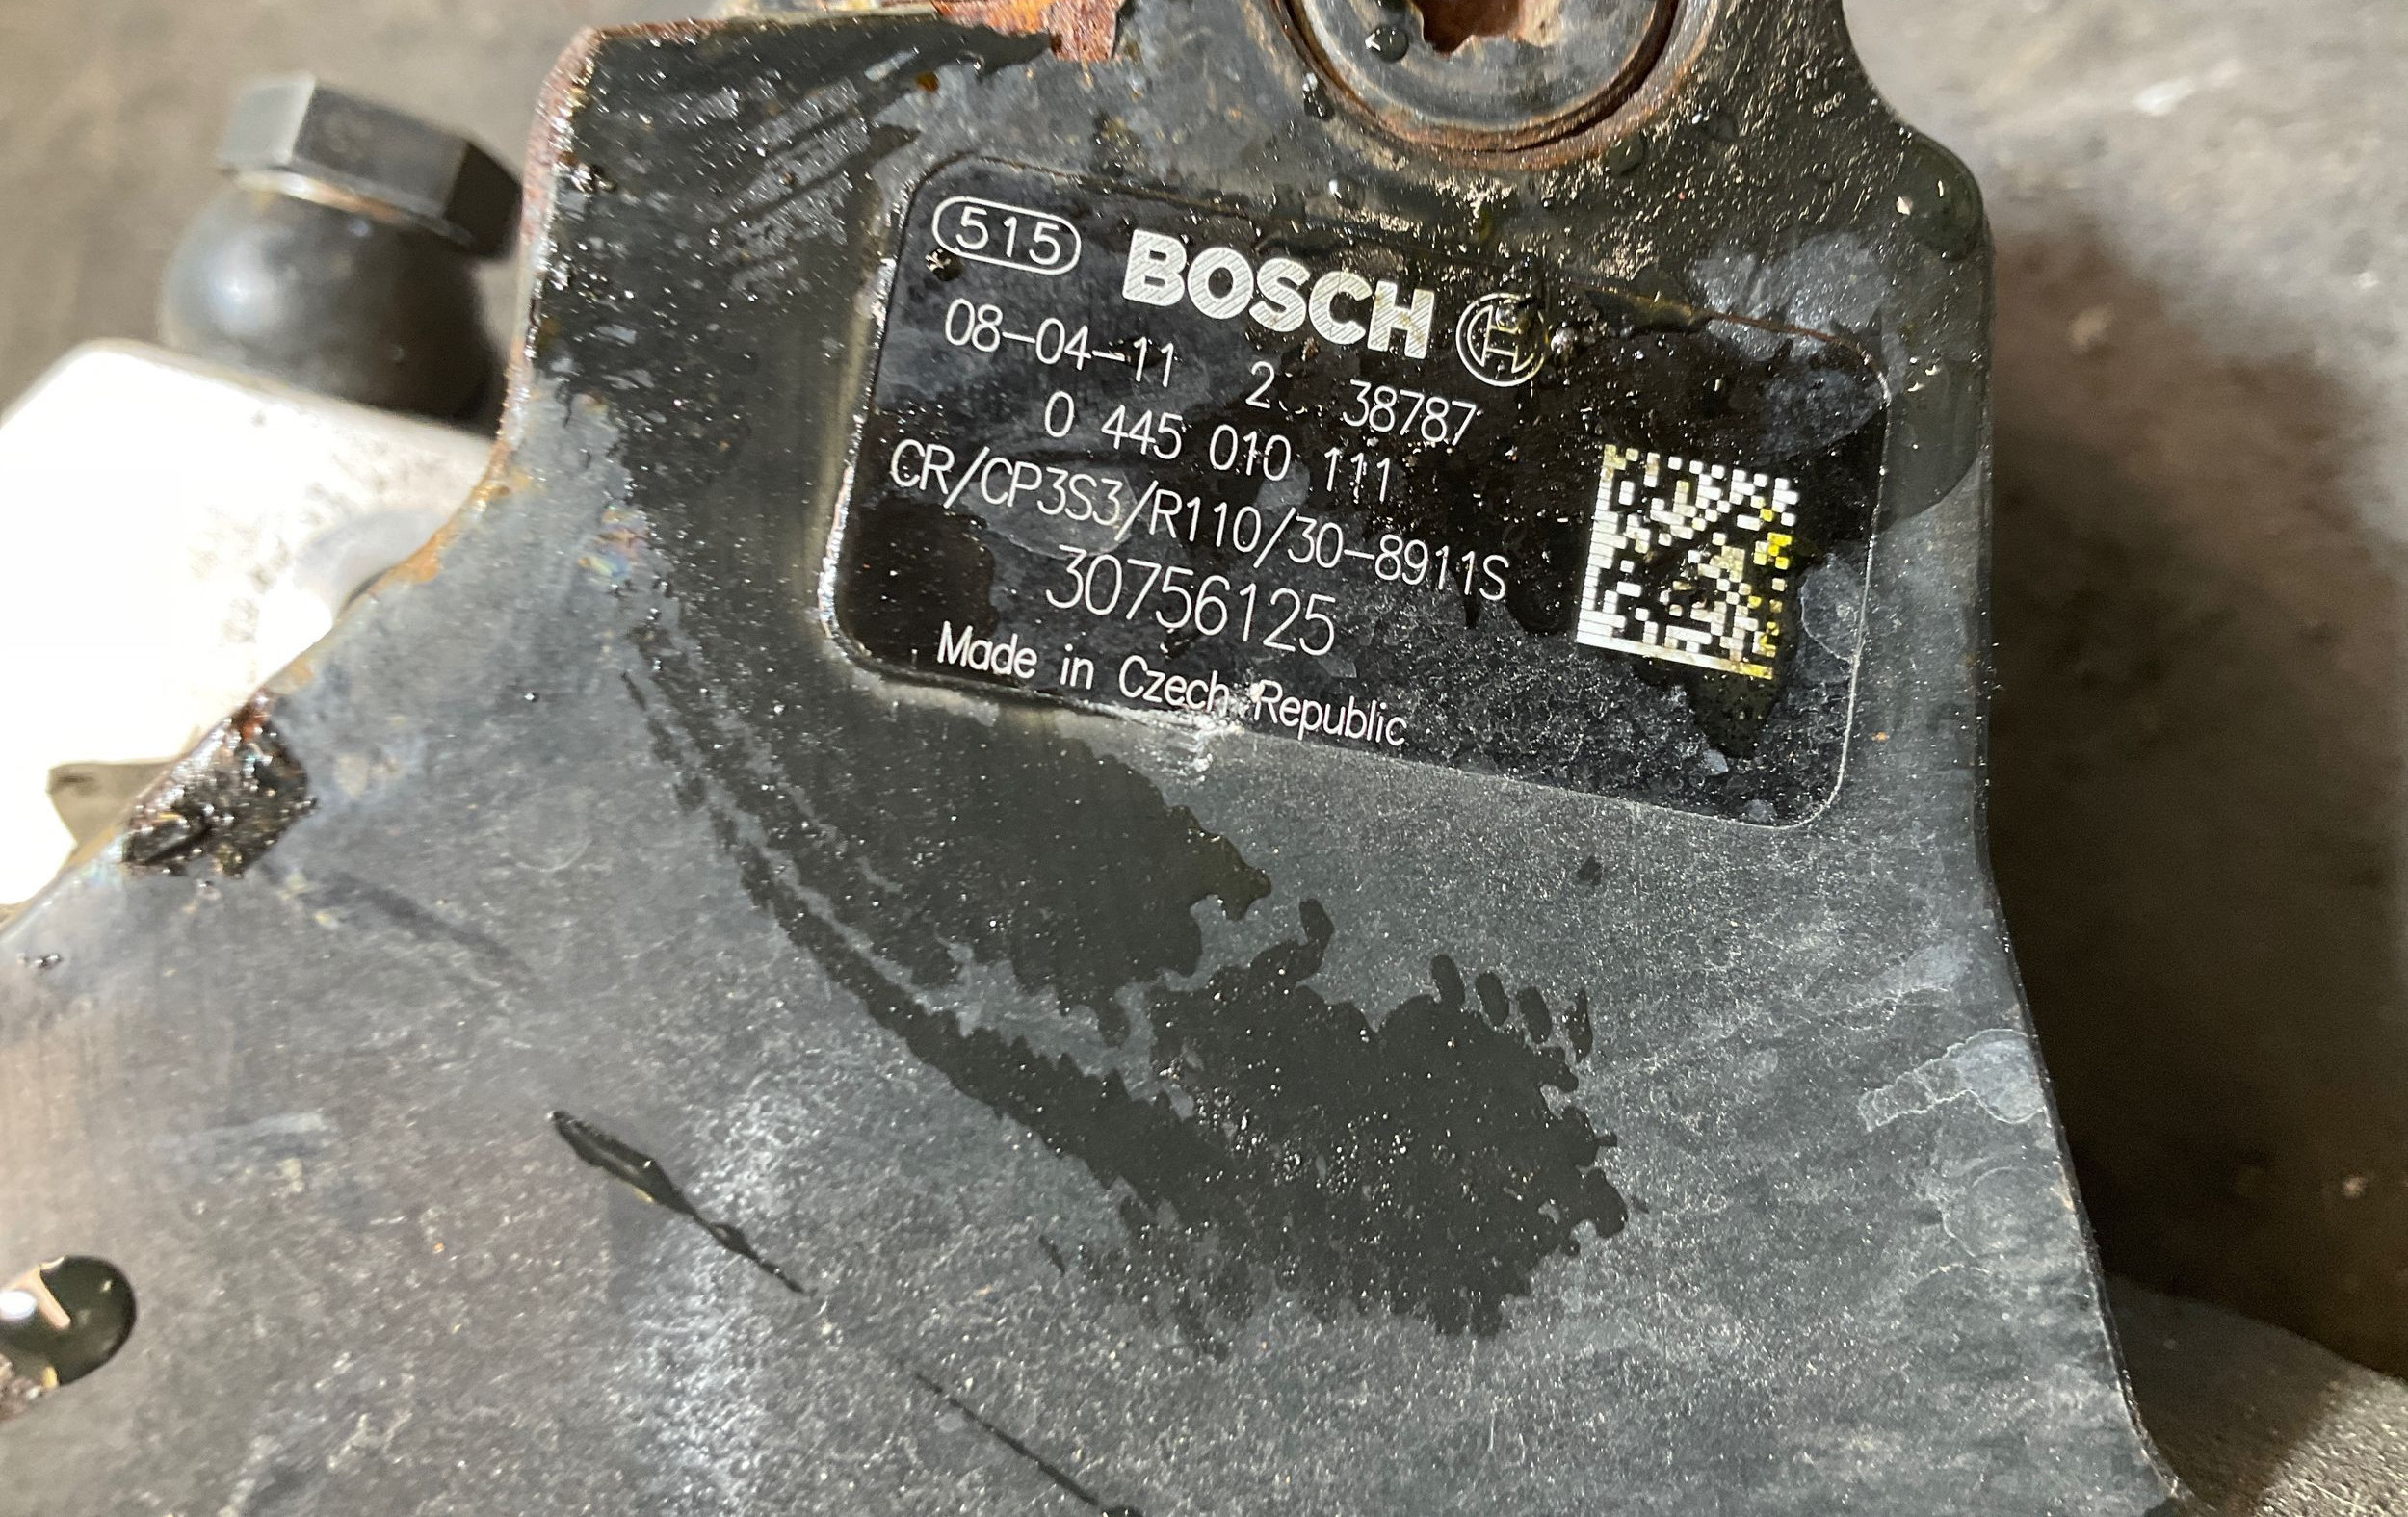 515 BOSCH
08-04-11 38787
0 445 010 111
CR/CP3S3/R110/30-8911S
30756125
Made in Czech Republic